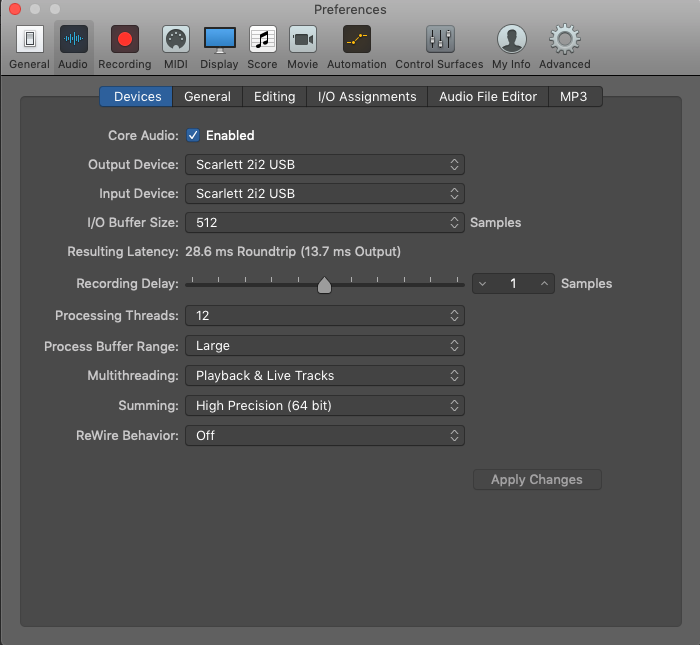 Preferences
General Audio Recording MIDI Display Score Movie Automation Control Surfaces My Info Advanced
Devices General Editing I/O Assignments Audio File Editor MP3
Core Audio: Enabled
Output Device: Scarlett 2i2 USB
Input Device: Scarlett 2i2 USB
I/O Buffer Size: 512 Samples
Resulting Latency: 28.6 ms Roundtrip (13.7 ms Output)
Recording Delay: 1 Samples
Processing Threads: 12
Process Buffer Range: Large
Multithreading: Playback & Live Tracks
Summing: High Precision (64 bit)
ReWire Behavior: Off
Apply Changes